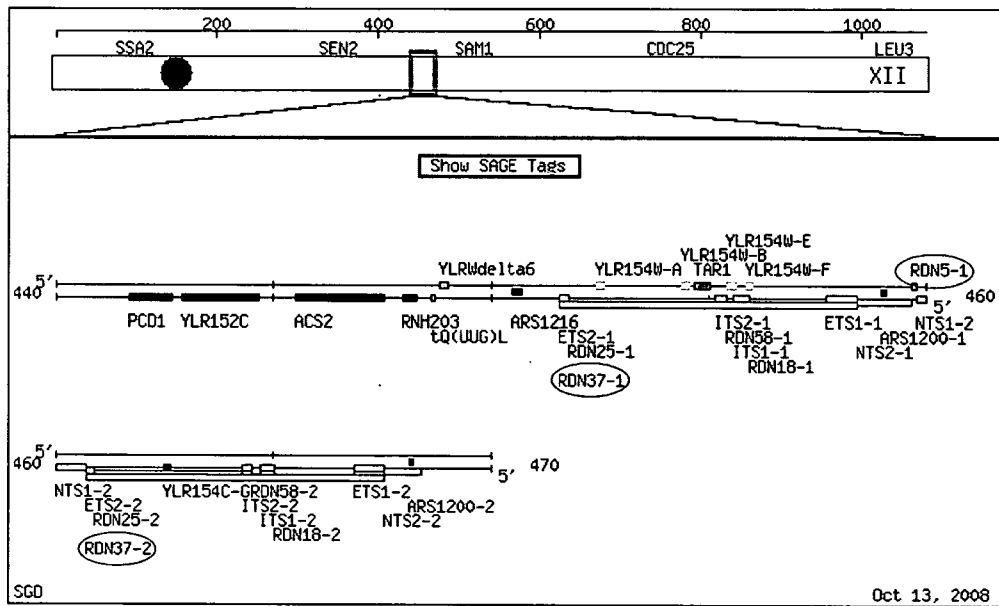 200 400 600 800 1000
SSA2 SEN2 SAM1 CDC25 LEU3
XII
Show SAGE Tags
YLR154W-E
YLR154W-B
YLRWdelta6 YLR154W-A TAR1 YLR154W-F RDN5-1
5'
440 460
5'
PCD1 YLR152C ACS2 RNH203 ARS1216 ITS2-1 ETS1-1 NTS1-2
tQ(UUG)L ETS2-1 RDN58-1 ARS1200-1
RDN25-1 ITS1-1 NTS2-1
RDN37-1 RDN18-1
5'
460 470
5'
NTS1-2 YLR154C-G RDN58-2 ETS1-2
ETS2-2 ITS2-2 ARS1200-2
RDN25-2 ITS1-2 NTS2-2
RDN18-2
RDN37-2
SGD Oct 13, 2008